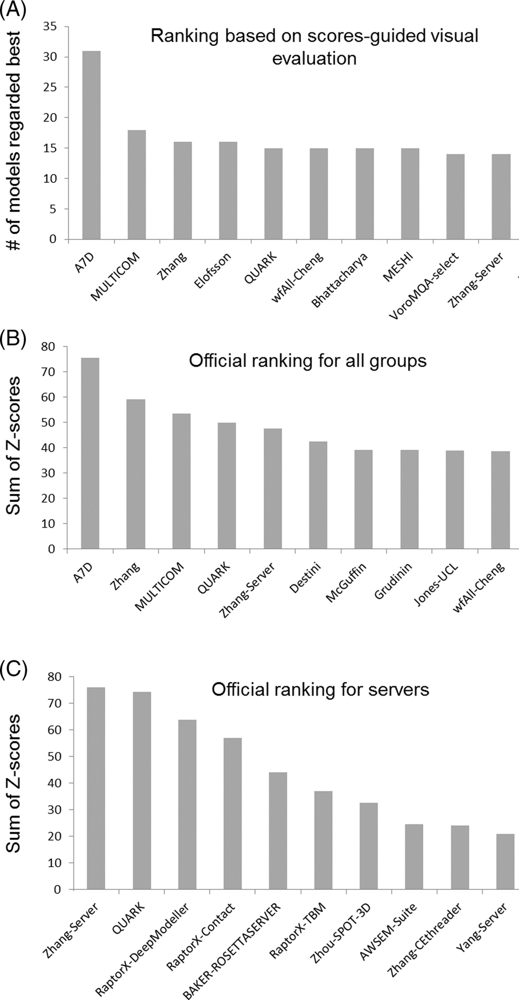 (A)
# of models regarded best
Ranking based on scores-guided visual
evaluation
35
30
25
20
15
10
5
0
A7D
MULTICOM
Zhang
Elofsson
QUARK
wfAll-Cheng
Bhattacharya
MESHI
VoroMQA-select
Zhang-Server
(B)
Sum of Z-scores
Official ranking for all groups
80
70
60
50
40
30
20
10
0
A7D
Zhang
MULTICOM
QUARK
Zhang-Server
Destini
McGuffin
Grudinin
Jones-UCL
wfAll-Cheng
(C)
Sum of Z-scores
Official ranking for servers
80
70
60
50
40
30
20
10
0
Zhang-Server
QUARK
RaptorX-DeepModeller
RaptorX-Contact
BAKER-ROSETTASERVER
RaptorX-TBM
Zhou-SPOT-3D
AWSEM-Suite
Zhang-CEthreader
Yang-Server